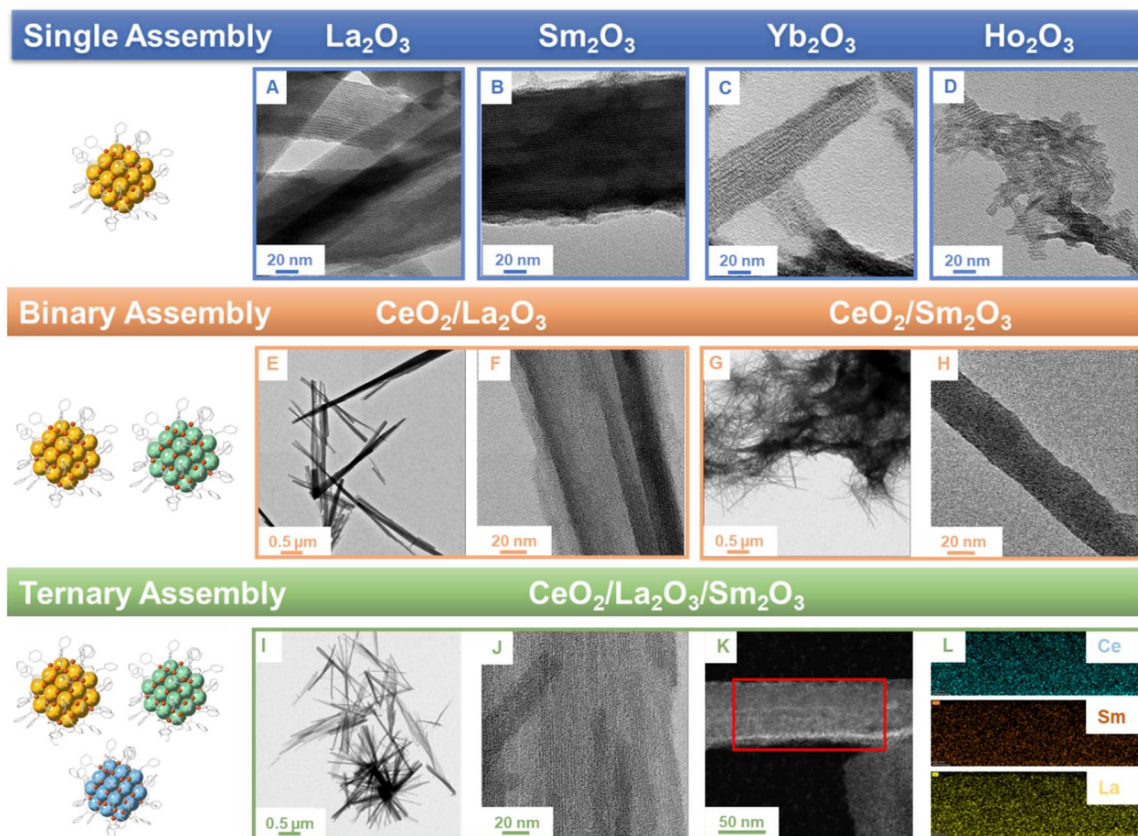 Single Assembly La₂O₃ Sm₂O₃ Yb₂O₃ Ho₂O₃
A B C D
20 nm 20 nm 20 nm 20 nm
Binary Assembly CeO₂/La₂O₃ CeO₂/Sm₂O₃
E F G H
0.5 µm 20 nm 0.5 µm 20 nm
Ternary Assembly CeO₂/La₂O₃/Sm₂O₃
I J K L Ce
Sm
La
0.5 µm 20 nm 50 nm